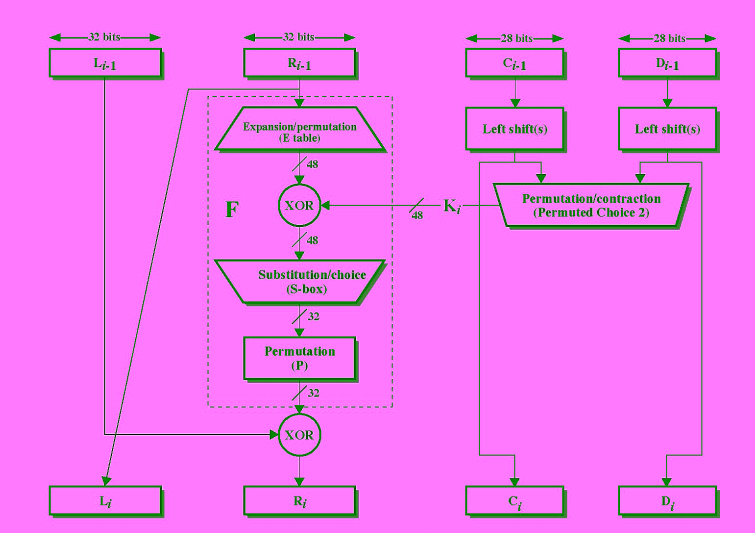 32 bits 32 bits 28 bits 28 bits
Li-1 Ri-1 Ci-1 Di-1
Expansion/permutation
(E table)
Left shift(s) Left shift(s)
48
F
XOR
48
Ki
Permutation/contraction
(Permuted Choice 2)
48
Substitution/choice
(S-box)
32
Permutation
(P)
32
XOR
Li Ri Ci Di